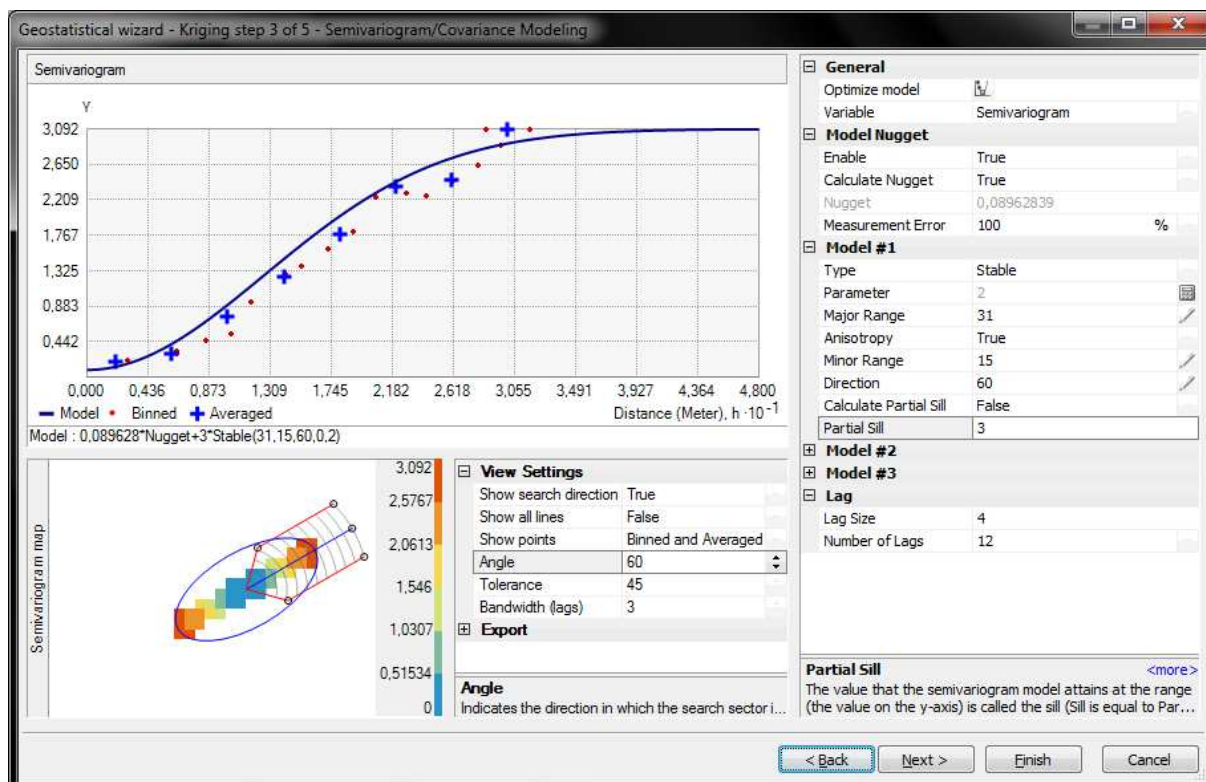 Geostatistical wizard - Kriging step 3 of 5 - Semivariogram/Covariance Modeling
Semivariogram
Y
3,092
2,650
2,209
1,767
1,325
0,883
0,442
0,000 0,436 0,873 1,309 1,745 2,182 2,618 3,055 3,491 3,927 4,364 4,800
Model Binned Averaged Distance (Meter), h ·10⁻¹
Model : 0,089628*Nugget+3*Stable(31,15,60,0,2)
Semivariogram map
3,092
2,5767
2,0613
1,546
1,0307
0,51534
0
View Settings
Show search direction True
Show all lines False
Show points Binned and Averaged
Angle 60
Tolerance 45
Bandwidth (lags) 3
Export
Angle
Indicates the direction in which the search sector i...
General
Optimize model
Variable Semivariogram
Model Nugget
Enable True
Calculate Nugget True
Nugget 0,08962839
Measurement Error 100 %
Model #1
Type Stable
Parameter 2
Major Range 31
Anisotropy True
Minor Range 15
Direction 60
Calculate Partial Sill False
Partial Sill 3
Model #2
Model #3
Lag
Lag Size 4
Number of Lags 12
Partial Sill <more>
The value that the semivariogram model attains at the range
(the value on the y-axis) is called the sill (Sill is equal to Par...
< Back Next > Finish Cancel